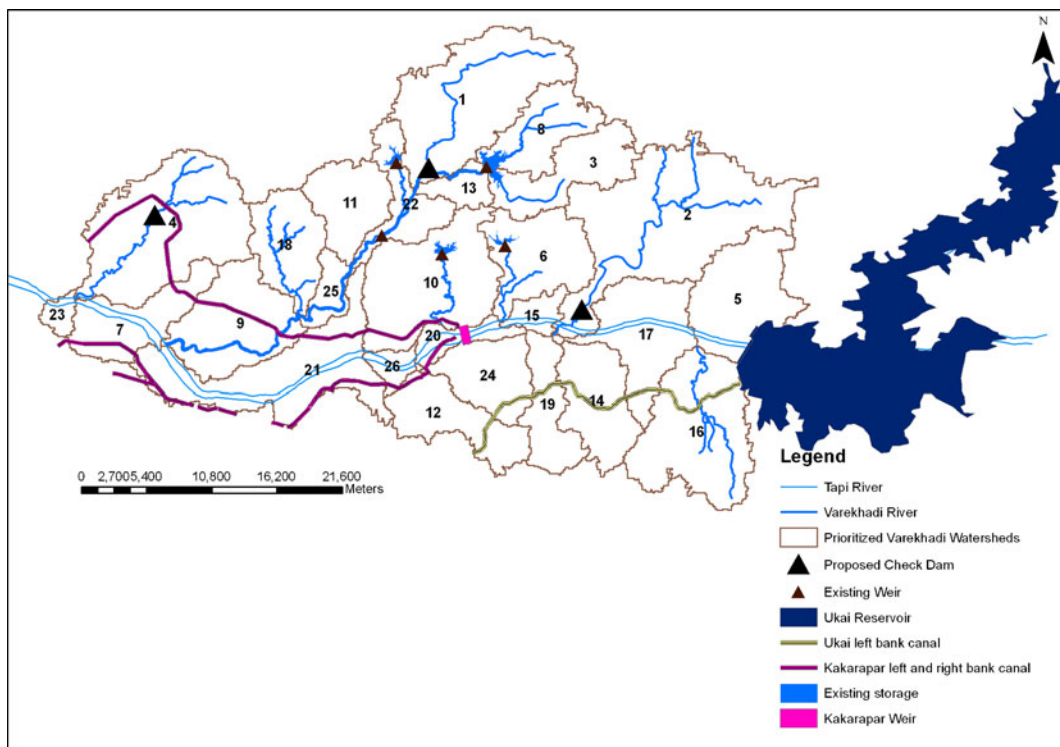 N
1
8
3
13
2
11
22
4
18
6
10
25
5
23
7
9
15
17
20
21
26
24
12
19
14
16
0 2,7005,400 10,800 16,200 21,600
Meters
Legend
Tapi River
Varekhadi River
Prioritized Varekhadi Watersheds
Proposed Check Dam
Existing Weir
Ukai Reservoir
Ukai left bank canal
Kakarapar left and right bank canal
Existing storage
Kakarapar Weir